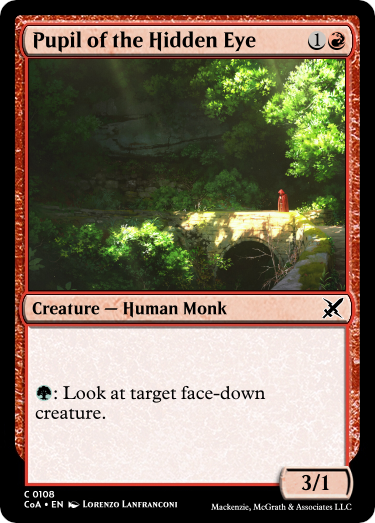 Pupil of the Hidden Eye 1
Creature — Human Monk
: Look at target face-down
creature.
3/1
C 0108
CoA • EN Lorenzo Lanfranconi
Mackenzie, McGrath & Associates LLC